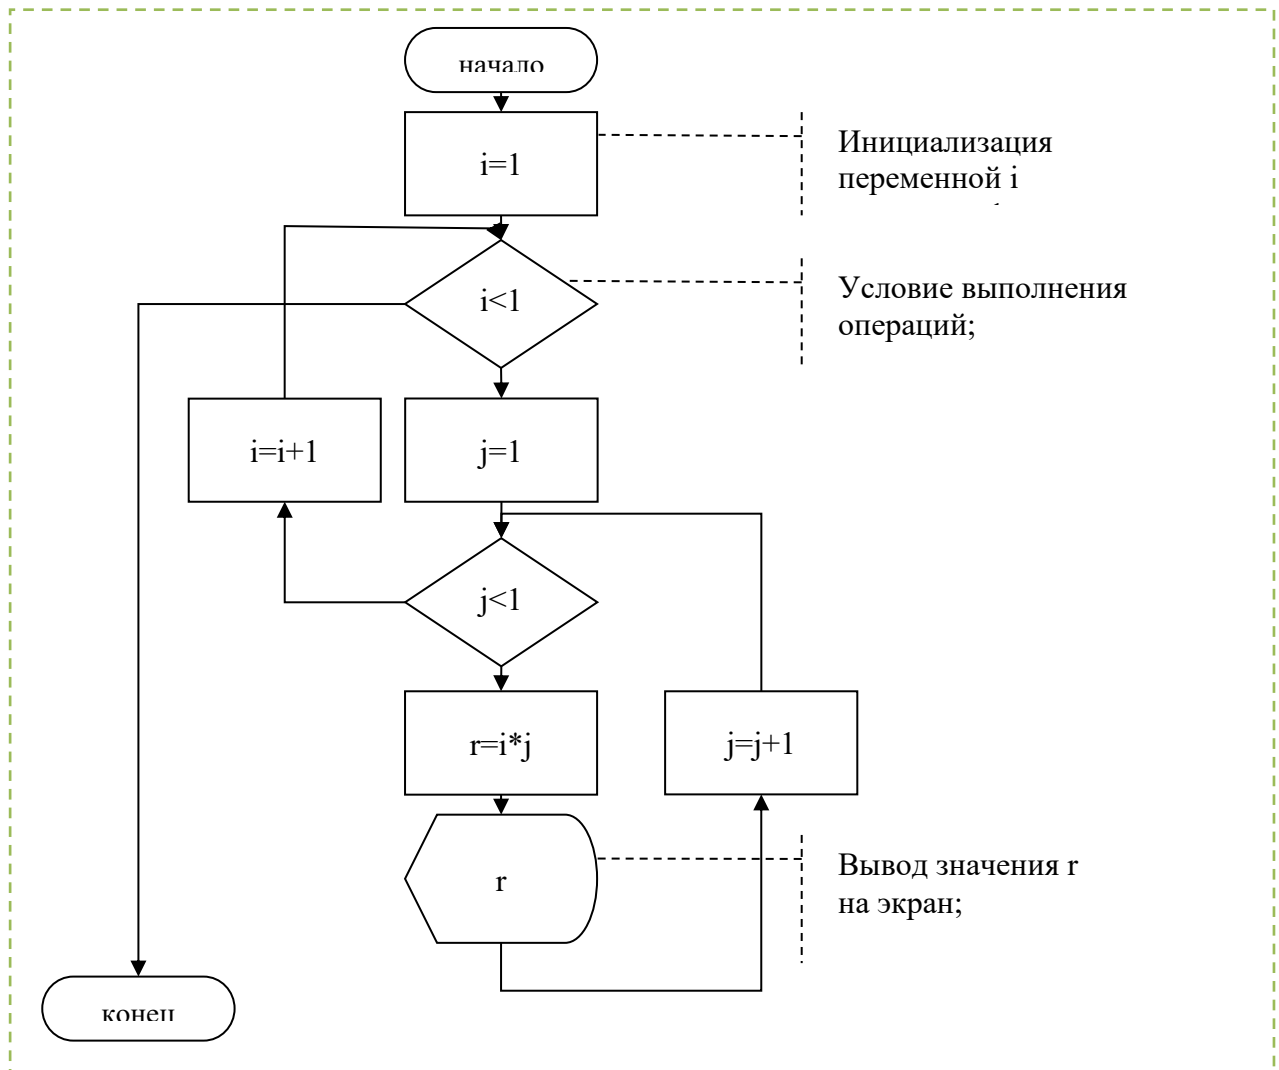 начало
i=1
Инициализация
переменной i
i<1
Условие выполнения
операций;
i=i+1
j=1
j<1
r=i*j
j=j+1
r
Вывод значения r
на экран;
конец